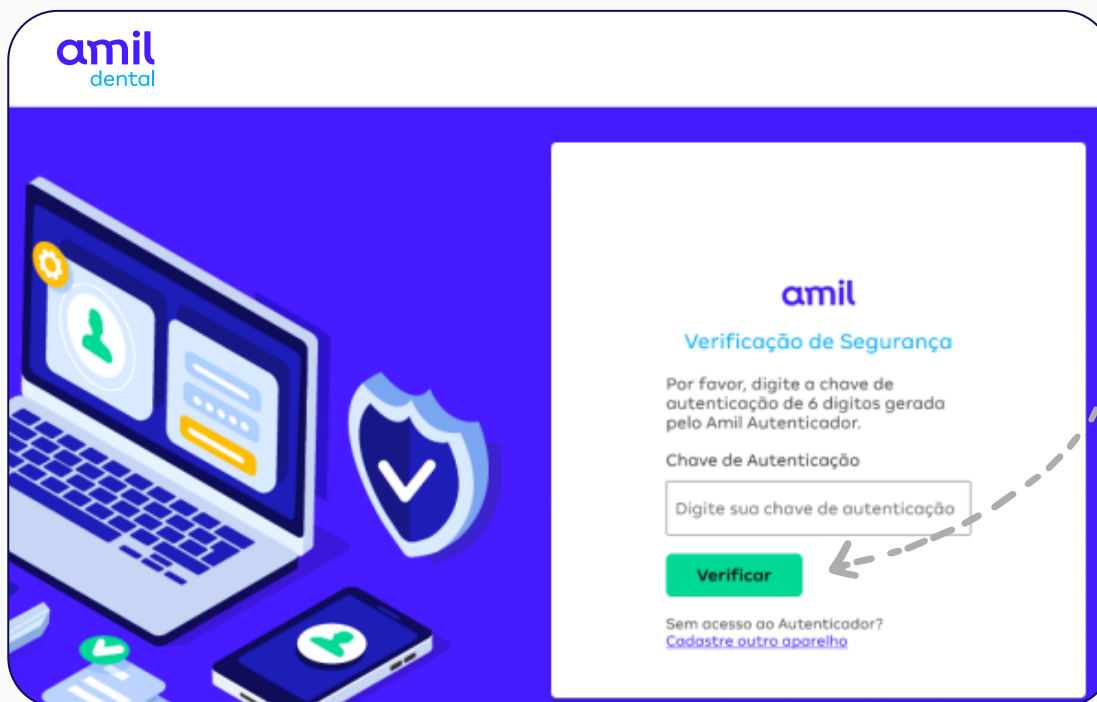 amil
dental
amil
Verificação de Segurança
Por favor, digite a chave de
autenticação de 6 digitos gerada
pelo Amil Autenticador.
Chave de Autenticação
Digite sua chave de autenticação
Verificar
Sem acesso ao Autenticador?
Cadastre outro aparelho